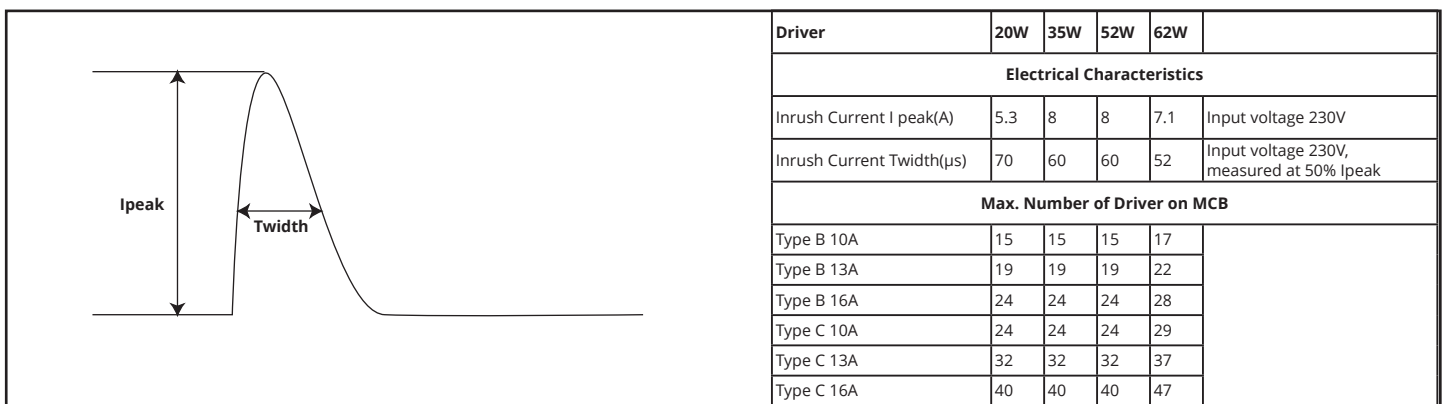 Ipeak
Twidth
Driver 20W 35W 52W 62W
Electrical Characteristics
Inrush Current I peak(A) 5.3 8 8 7.1 Input voltage 230V
Inrush Current Twidth(µs) 70 60 60 52 Input voltage 230V,
measured at 50% Ipeak
Max. Number of Driver on MCB
Type B 10A 15 15 15 17
Type B 13A 19 19 19 22
Type B 16A 24 24 24 28
Type C 10A 24 24 24 29
Type C 13A 32 32 32 37
Type C 16A 40 40 40 47